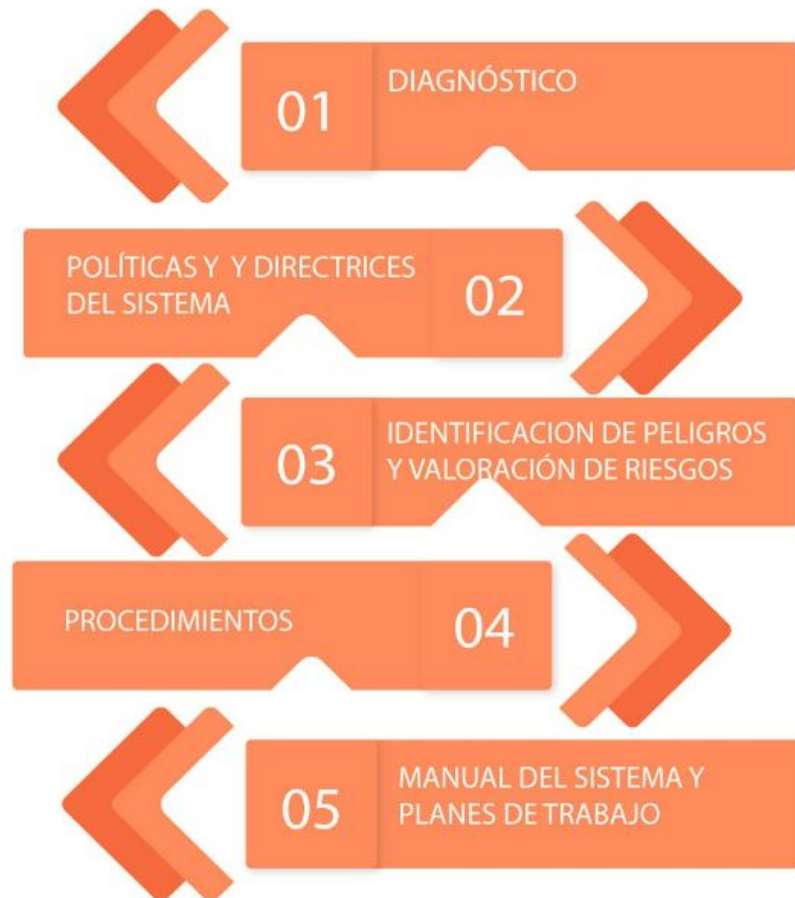 01
DIAGNÓSTICO
POLÍTICAS Y Y DIRECTRICES
DEL SISTEMA
02
03
IDENTIFICACION DE PELIGROS
Y VALORACIÓN DE RIESGOS
PROCEDIMIENTOS
04
05
MANUAL DEL SISTEMA Y
PLANES DE TRABAJO